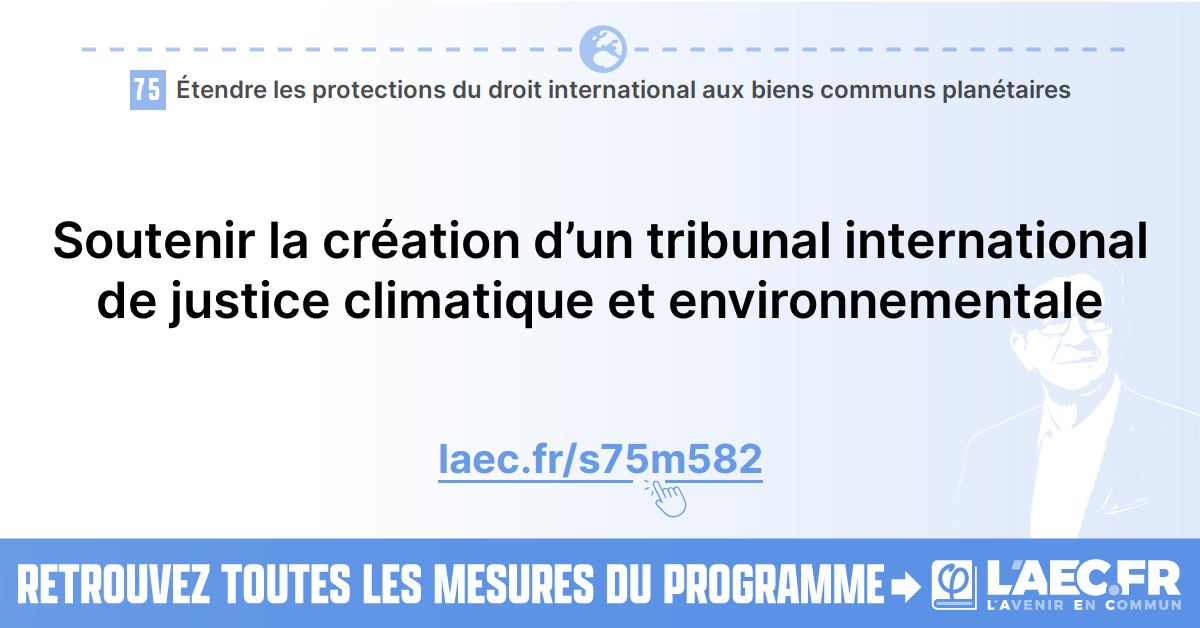 75 Étendre les protections du droit international aux biens communs planétaires
Soutenir la création d’un tribunal international
de justice climatique et environnementale
laec.fr/s75m582
RETROUVEZ TOUTES LES MESURES DU PROGRAMME
L'AEC.FR
L'AVENIR EN COMMUN